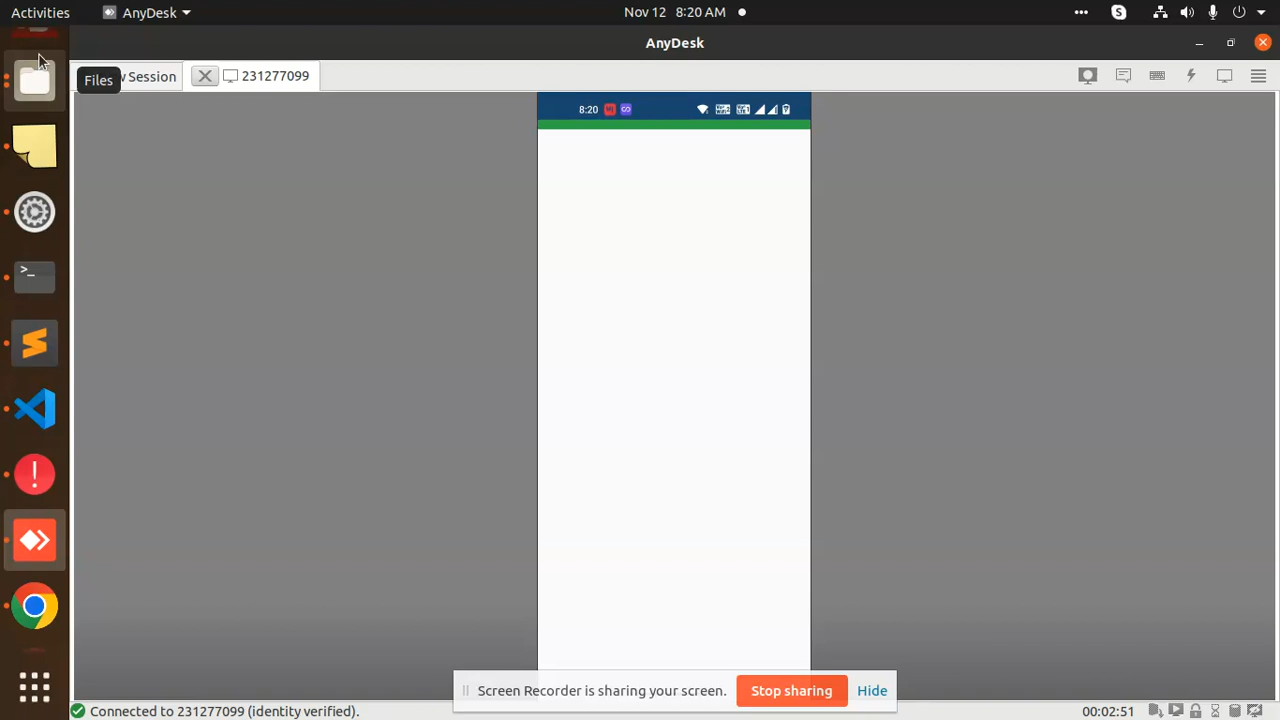 Activities AnyDesk Nov 12 8:20 AM
AnyDesk
Files
Session 231277099
8:20
Screen Recorder is sharing your screen. Stop sharing Hide
Connected to 231277099 (identity verified). 00:02:51